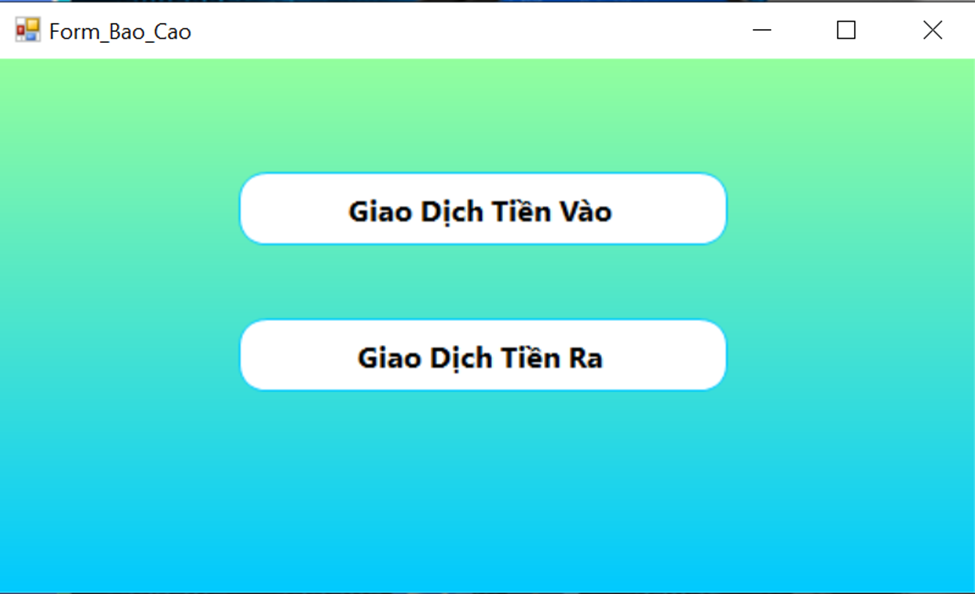 Form_Bao_Cao
Giao Dịch Tiền Vào
Giao Dịch Tiền Ra